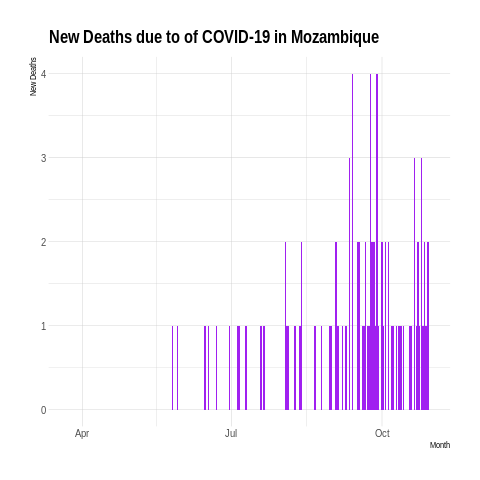 New Deaths due to of COVID-19 in Mozambique
New Deaths
4
3
2
1
0
Apr
Jul
Oct
Month